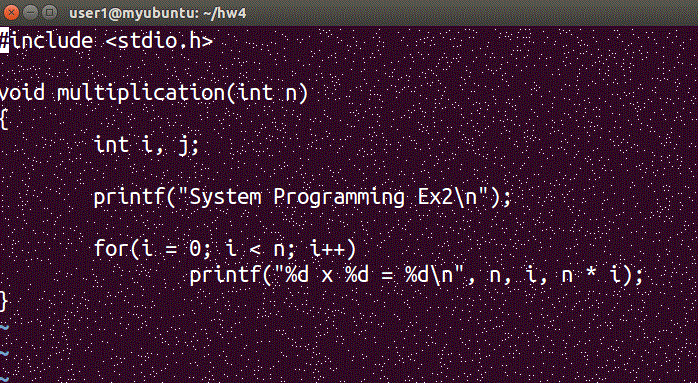 user1@myubuntu: ~/hw4
#include <stdio.h>
void multiplication(int n)
{
int i, j;
printf("System Programming Ex2\n");
for(i = 0; i < n; i++)
printf("%d x %d = %d\n", n, i, n * i);
}
~
~
~